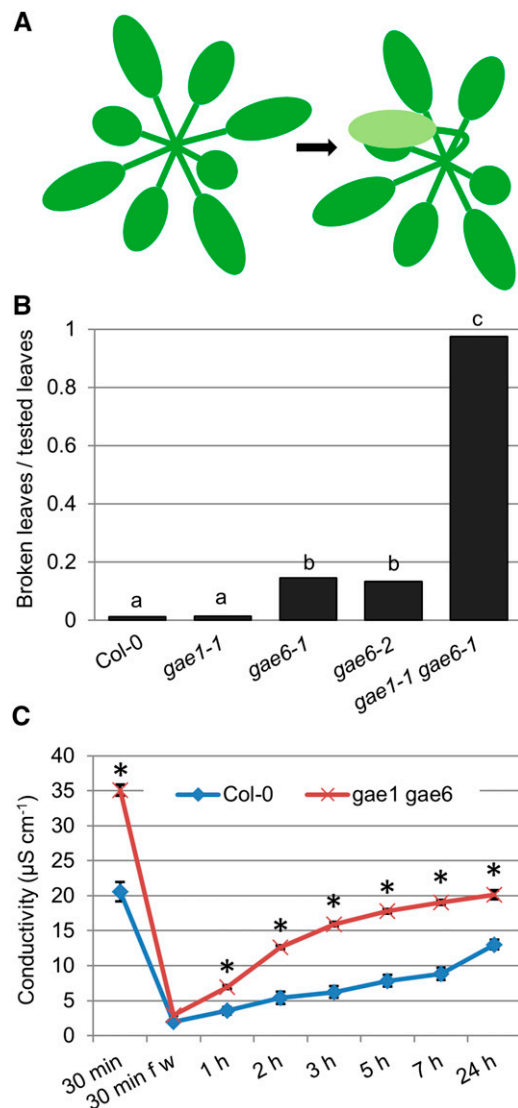 A
B
Broken leaves / tested leaves
1
0.8
0.6
0.4
0.2
0
a
a
b
b
c
Col-0
gae1-1
gae6-1
gae6-2
gae1-1 gae6-1
C
Conductivity (µS cm⁻¹)
40
35
30
25
20
15
10
5
0
Col-0
gae1 gae6
* * * * * * *
30 min
30 min f w
1 h
2 h
3 h
5 h
7 h
24 h